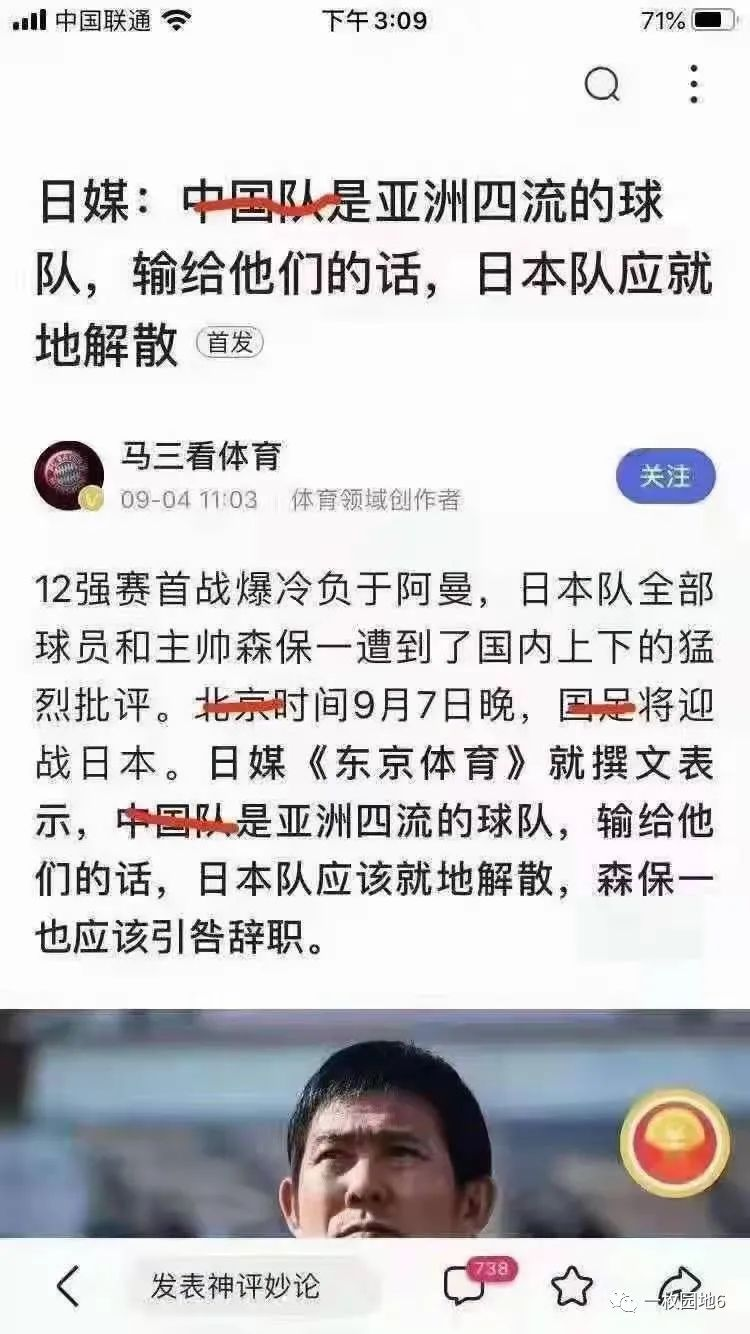 中国联通
下午3:09
71%
日媒：中国队是亚洲四流的球
队，输给他们的话，日本队应就
地解散 首发
马三看体育
09-04 11:03 体育领域创作者
关注
12强赛首战爆冷负于阿曼，日本队全部
球员和主帅森保一遭到了国内上下的猛
烈批评。北京时间9月7日晚，国足将迎
战日本。日媒《东京体育》就撰文表
示，中国队是亚洲四流的球队，输给他
们的话，日本队应该就地解散，森保一
也应该引咎辞职。
发表神评妙论
738
一枚园地6